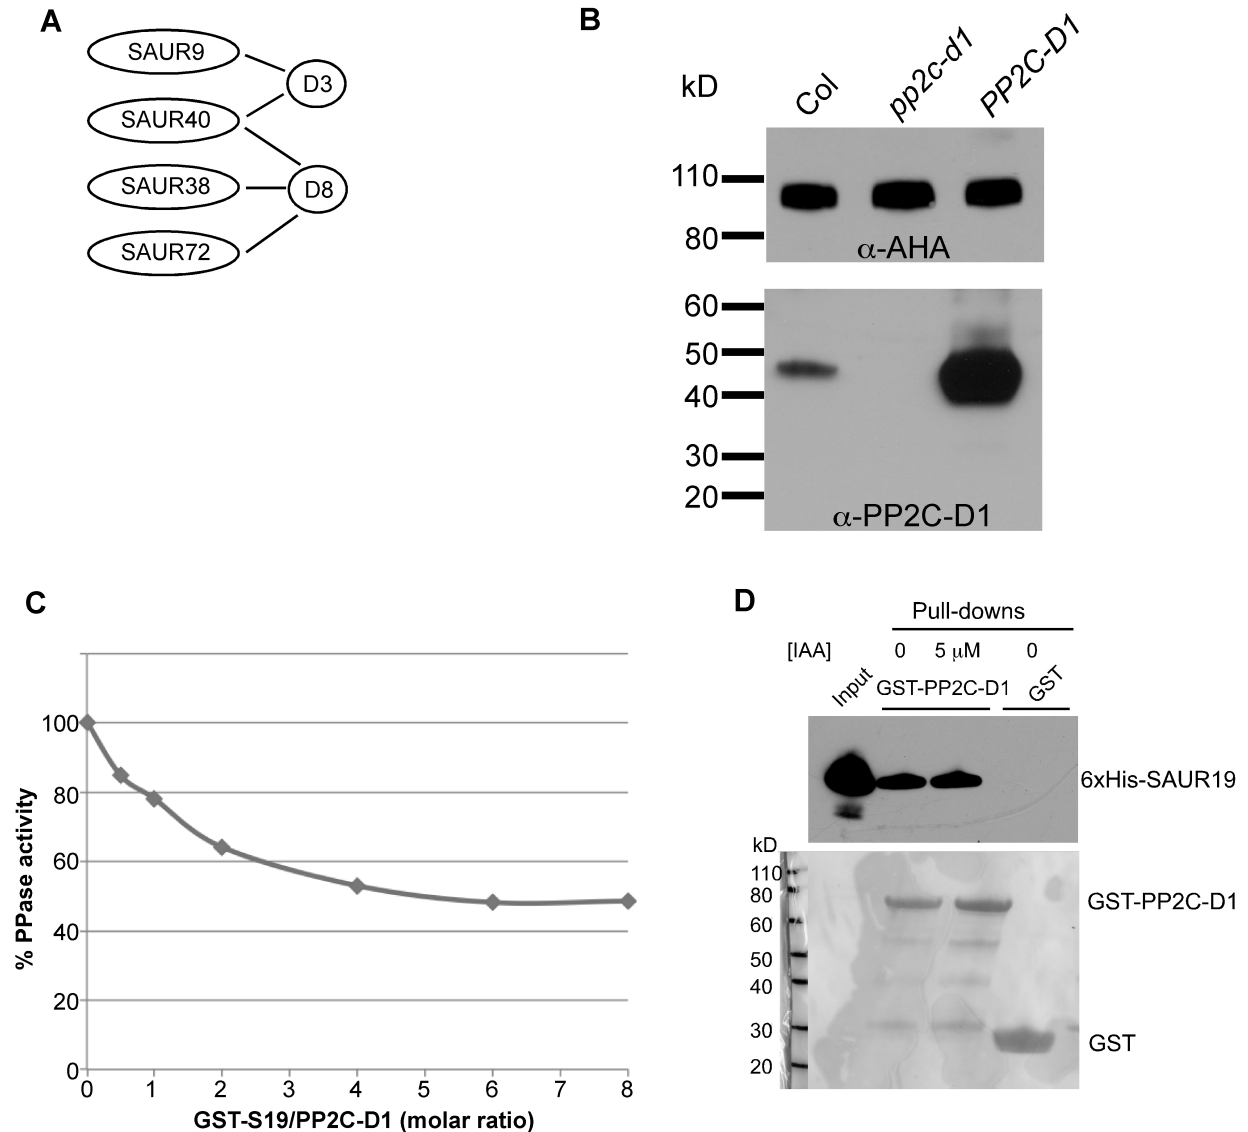 A
SAUR9
D3
SAUR40
SAUR38
D8
SAUR72
B
kD
Col
pp2c-d1
PP2C-D1
110
80
α-AHA
60
50
40
30
20
α-PP2C-D1
C
% PPase activity
100
80
60
40
20
0
0 1 2 3 4 5 6 7 8
GST-S19/PP2C-D1 (molar ratio)
D
Pull-downs
[IAA] 0 5 μM 0
Input GST-PP2C-D1 GST
6xHis-SAUR19
kD
110
80
GST-PP2C-D1
60
50
40
30
GST
20